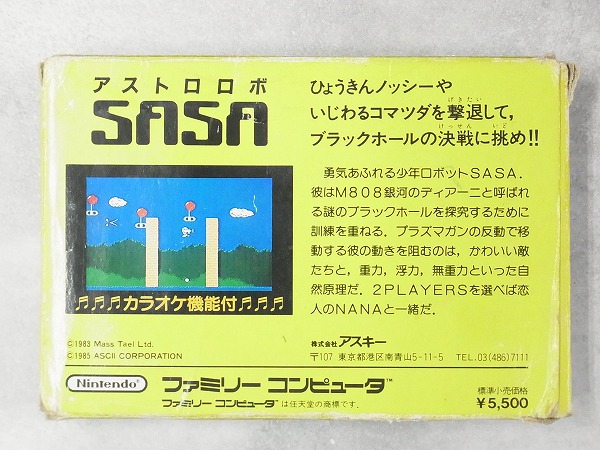 アストロロボ
SASA
ひょうきんノッシーや
いじわるコマツダを撃退して,
げきたい
ブラックホールの決戦に挑め!!
けっせん いど
勇気あふれる少年ロボットSASA.
彼はM808銀河のディアーニと呼ばれ
る謎のブラックホールを探究するために
訓練を重ねる. プラズマガンの反動で移
動する彼の動きを阻むのは, かわいい敵
たちと, 重力, 浮力, 無重力といった自
然原理だ. 2PLAYERSを選べば恋
人のNANAと一緒だ.
♬♬♬カラオケ機能付♬♬♬
©1983 Mass Tael Ltd.
©1985 ASCII CORPORATION
株式会社アスキー
〒107 東京都港区南青山5-11-5 TEL.03(486)7111
Nintendo ファミリー コンピュータ™
ファミリー コンピュータ™は任天堂の商標です.
標準小売価格
¥5,500